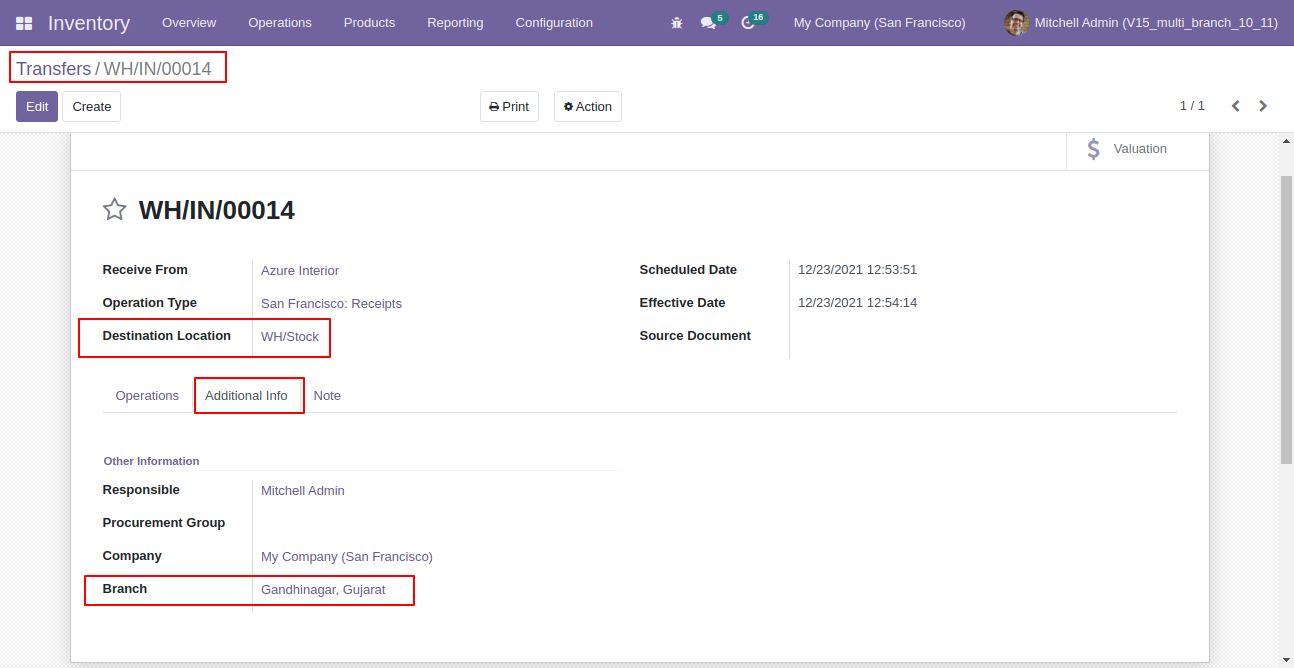 Inventory Overview Operations Products Reporting Configuration 5 16 My Company (San Francisco) Mitchell Admin (V15_multi_branch_10_11)
Transfers / WH/IN/00014
Edit Create Print Action 1 / 1
Valuation
WH/IN/00014
Receive From Azure Interior Scheduled Date 12/23/2021 12:53:51
Operation Type San Francisco: Receipts Effective Date 12/23/2021 12:54:14
Destination Location WH/Stock Source Document
Operations Additional Info Note
Other Information
Responsible Mitchell Admin
Procurement Group
Company My Company (San Francisco)
Branch Gandhinagar, Gujarat